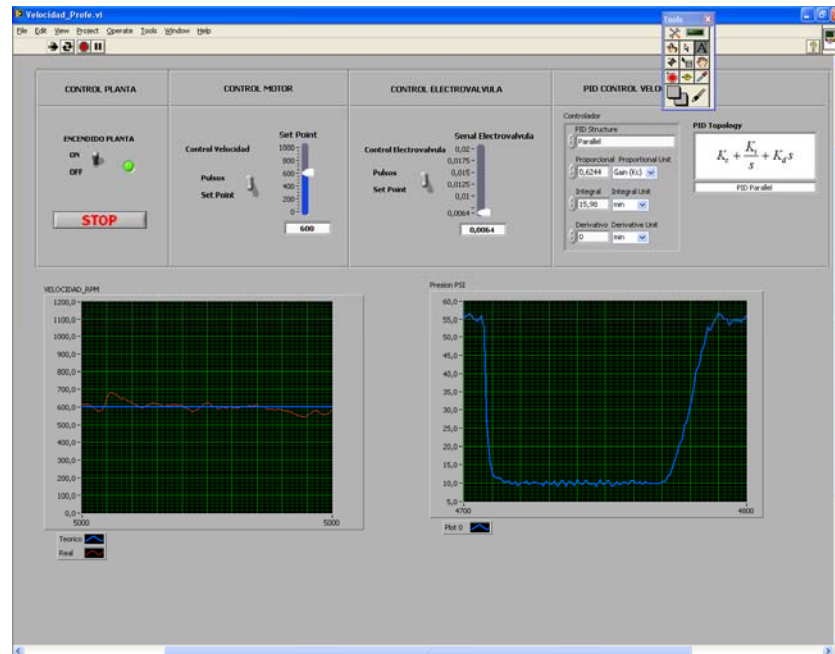 Velocidad_Profe.vi
File Edit View Project Operate Tools Window Help
Tools
CONTROL PLANTA
CONTROL MOTOR
CONTROL ELECTROVALVULA
PID CONTROL VELO
ENCENDIDO PLANTA
ON
OFF
STOP
Control Velocidad
Pulsos
Set Point
Set Point
1000
800
600
400
200
0
600
Control Electrovalvula
Pulsos
Set Point
Senal Electrovalvula
0,02
0,0175
0,015
0,0125
0,01
0,0064
0,0064
Controlador
PID Structure
Parallel
Proporcional Proportional Unit
0,6244 Gain (Kc)
Integral Integral Unit
15,98 min
Derivativo Derivative Unit
0 min
PID Topology
K_c + K_i/s + K_d s
PID Parallel
VELOCIDAD_RPM
1200,0
1100,0
1000,0
900,0
800,0
700,0
600,0
500,0
400,0
300,0
200,0
100,0
0,0
5000 5000
Teorico
Real
Presion PSI
60,0
55,0
50,0
45,0
40,0
35,0
30,0
25,0
20,0
15,0
10,0
5,0
4700 4800
Plot 0